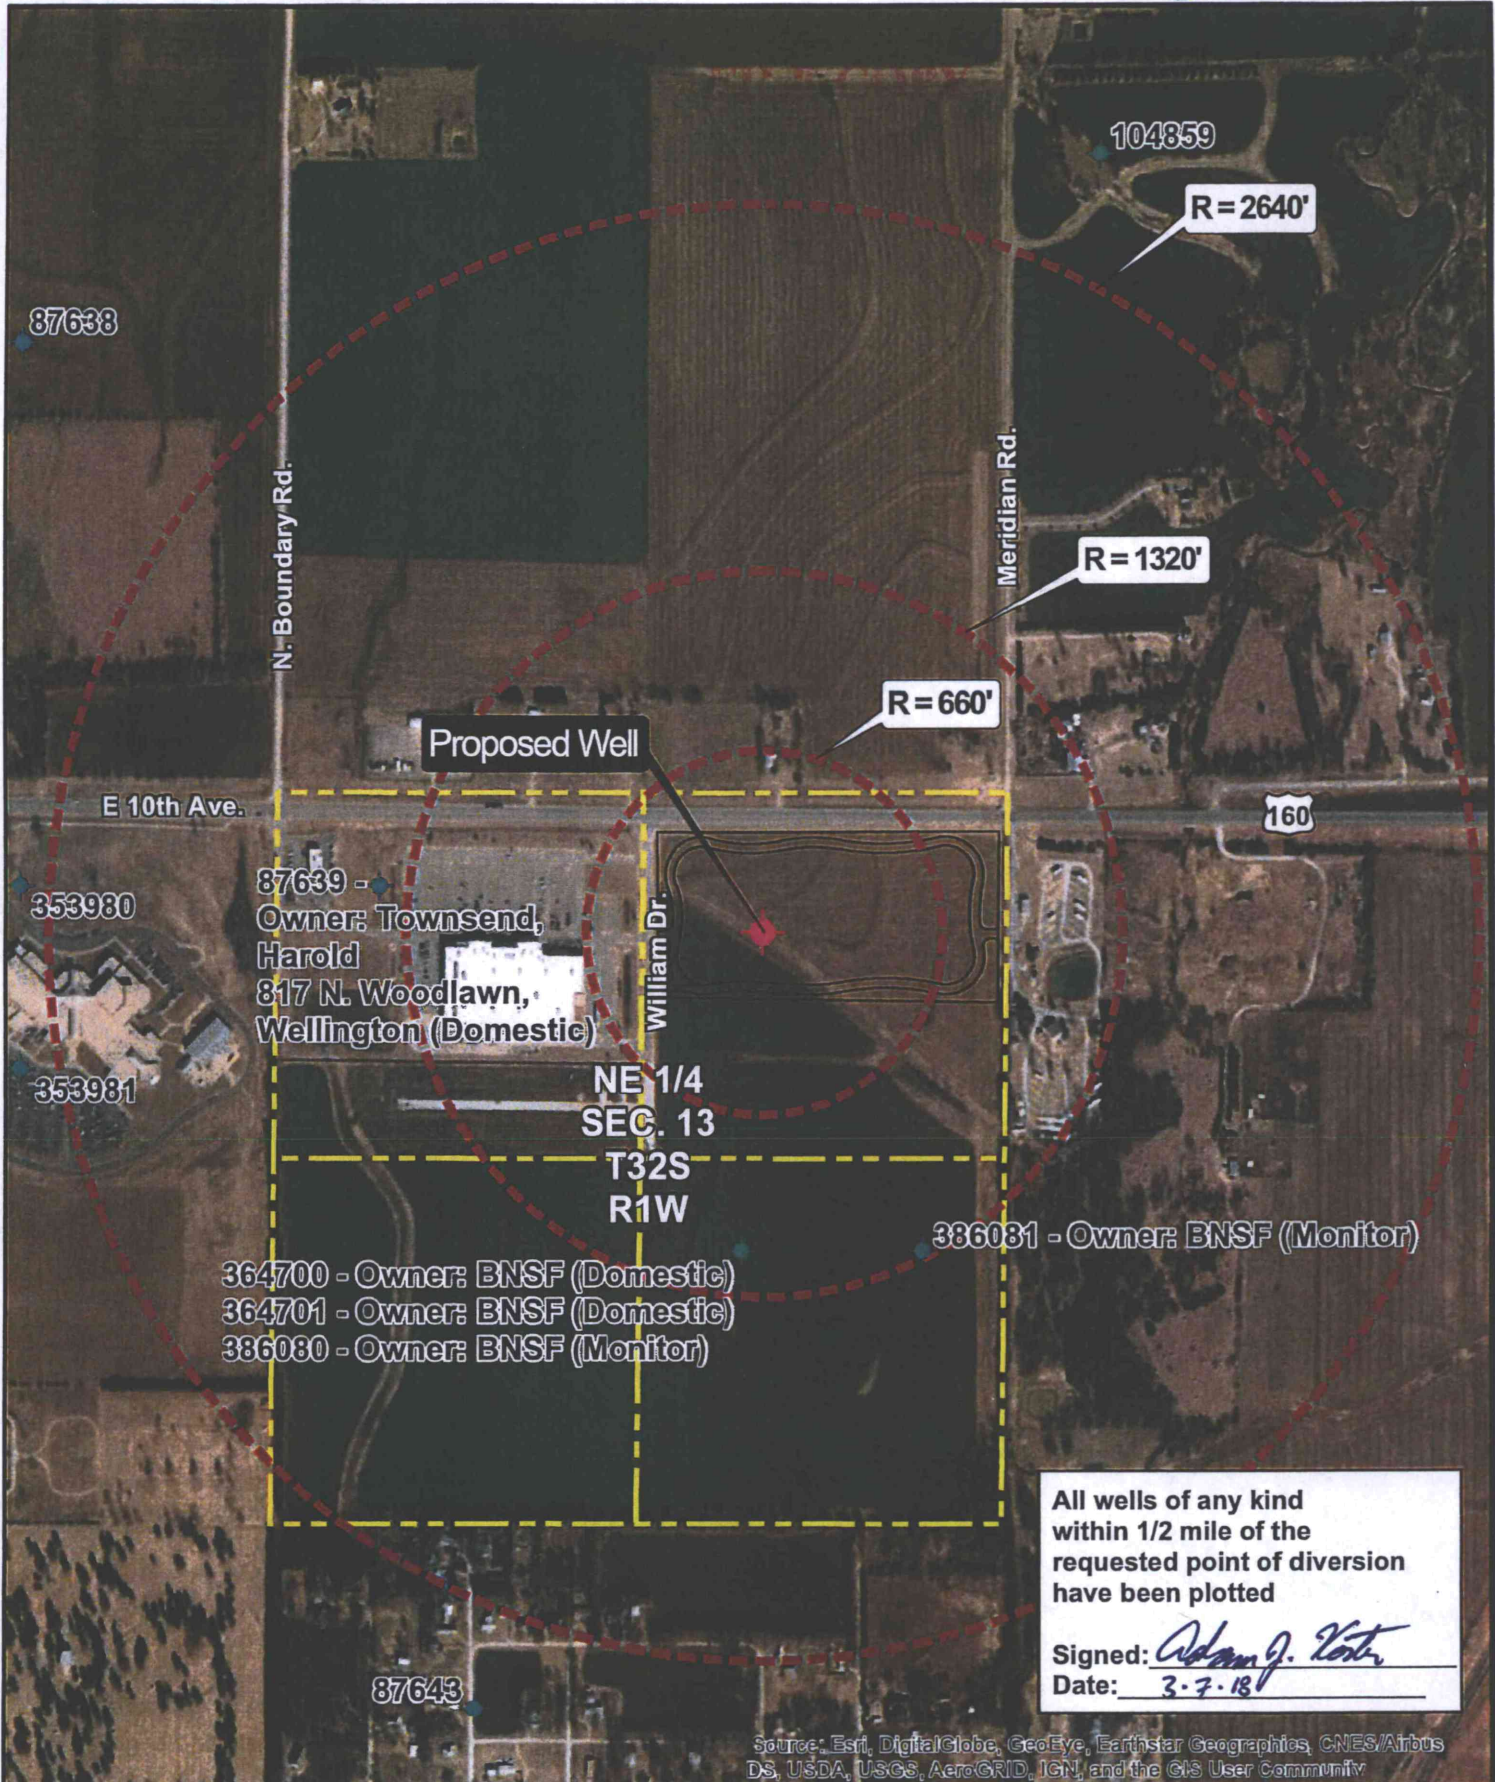 104859
R = 2640'
87638
N. Boundary Rd.
Meridian Rd.
R = 1320'
R = 660'
Proposed Well
E 10th Ave.
160
87639 -
Owner: Townsend,
Harold
817 N. Woodlawn,
Wellington (Domestic)
353980
William Dr.
353981
NE 1/4
SEC. 13
T32S
R1W
386081 - Owner: BNSF (Monitor)
364700 - Owner: BNSF (Domestic)
364701 - Owner: BNSF (Domestic)
386080 - Owner: BNSF (Monitor)
All wells of any kind
within 1/2 mile of the
requested point of diversion
have been plotted
Signed: Adam J. Koster
Date: 3.7.18
87643
Source: Esri, DigitalGlobe, GeoEye, Earthstar Geographics, CNES/Airbus
DS, USDA, USGS, AeroGRID, IGN, and the GIS User Community